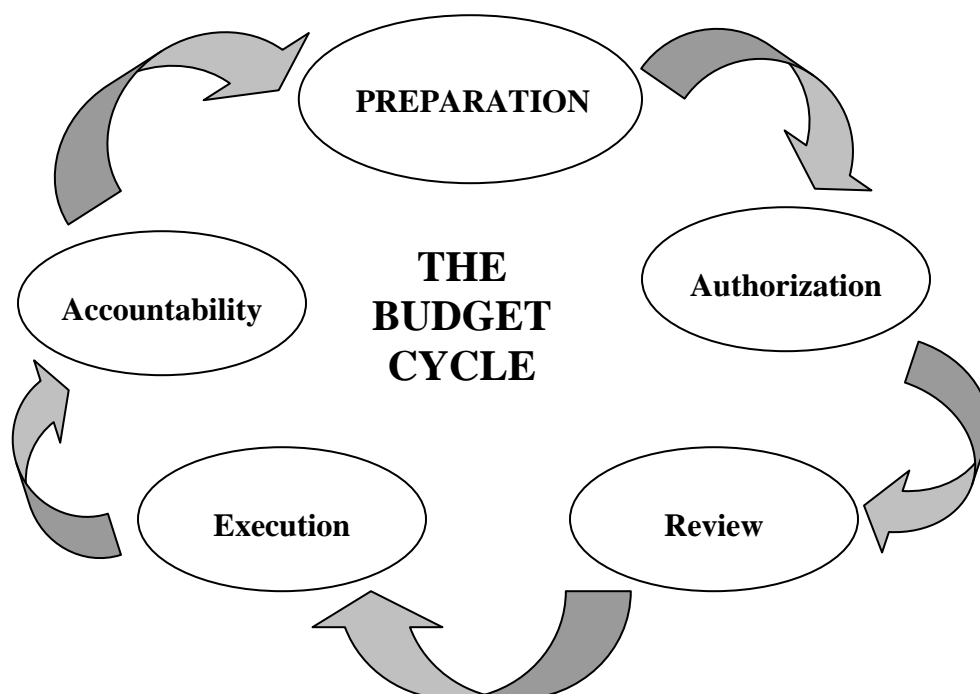 PREPARATION
THE
BUDGET
CYCLE
Authorization
Accountability
Execution
Review